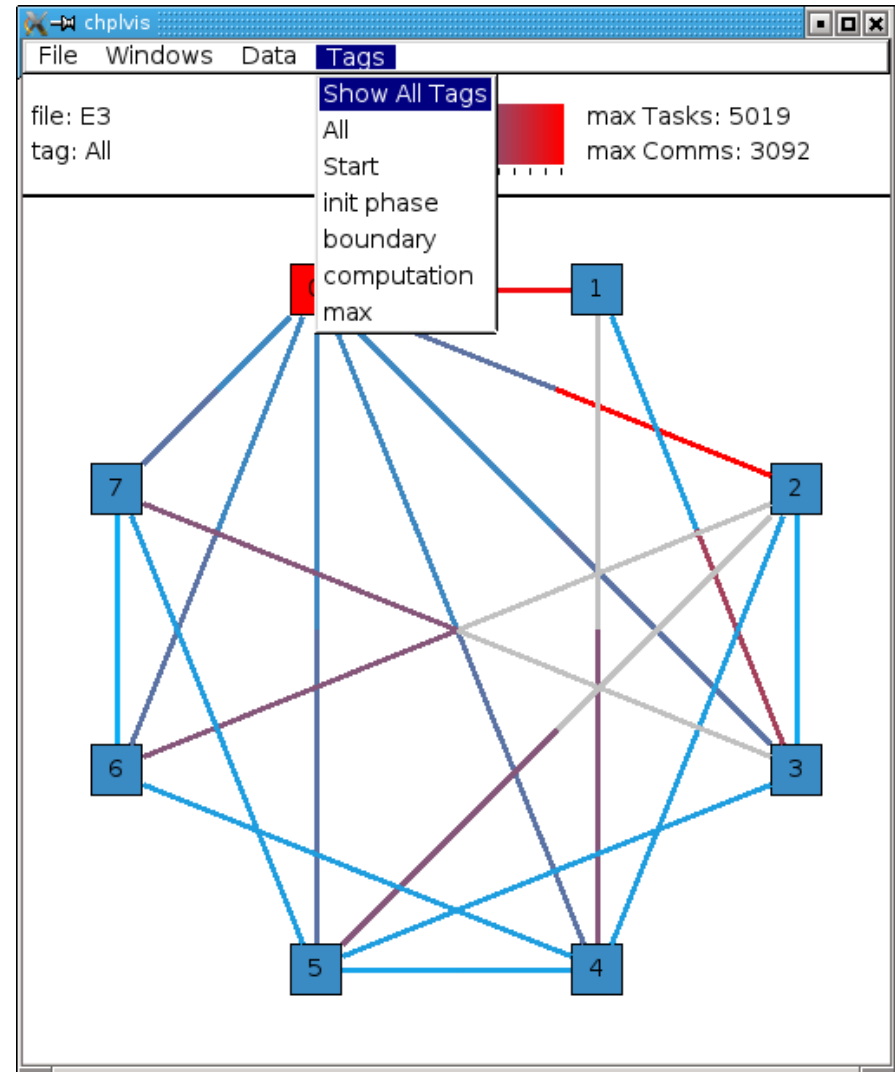 chplvis
File Windows Data Tags
Show All Tags
All
Start
init phase
boundary
computation
max
file: E3
tag: All
max Tasks: 5019
max Comms: 3092
1
7
2
6
3
5
4